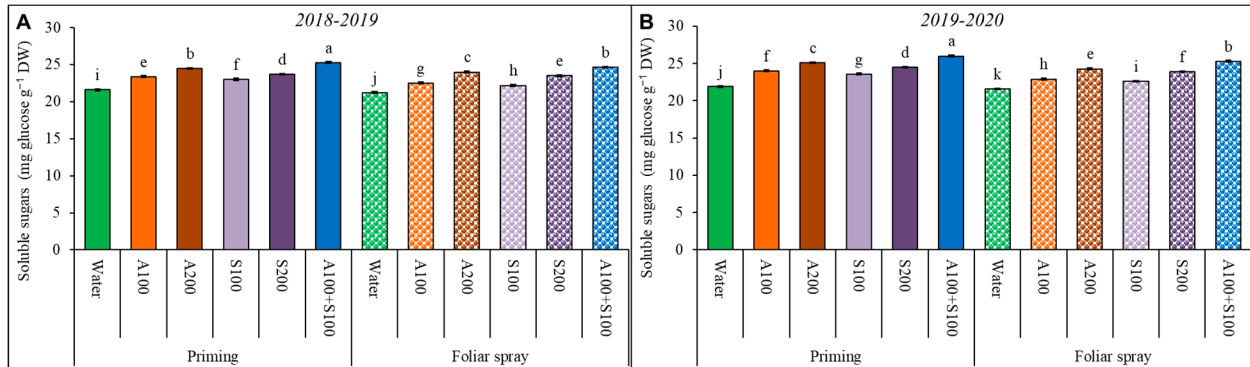 A
2018-2019
Soluble sugars (mg glucose g⁻¹ DW)
30
25
20
15
10
5
0
i
e
b
f
d
a
j
g
c
h
e
b
Water
A100
A200
S100
S200
A100+S100
Water
A100
A200
S100
S200
A100+S100
Priming
Foliar spray
B
2019-2020
Soluble sugars (mg glucose g⁻¹ DW)
30
25
20
15
10
5
0
j
f
c
g
d
a
k
h
e
i
f
b
Water
A100
A200
S100
S200
A100+S100
Water
A100
A200
S100
S200
A100+S100
Priming
Foliar spray